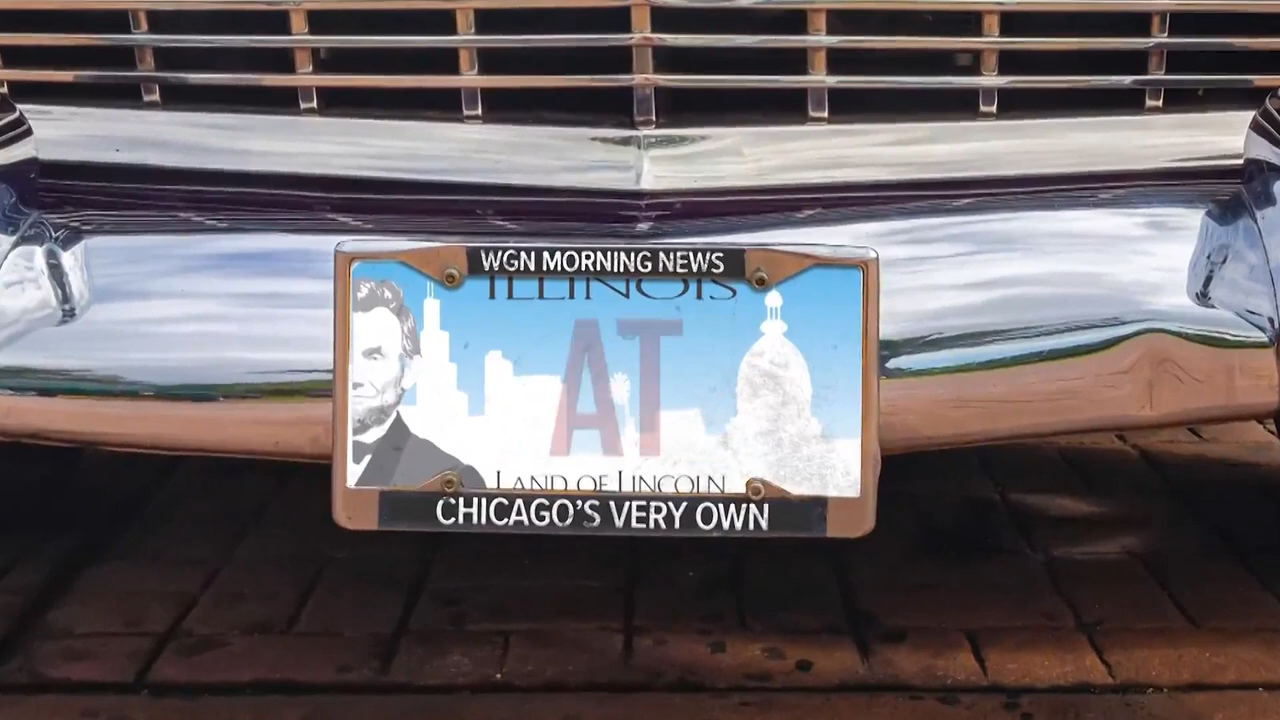 WGN MORNING NEWS
ILLINOIS
AT
LAND OF LINCOLN
CHICAGO'S VERY OWN